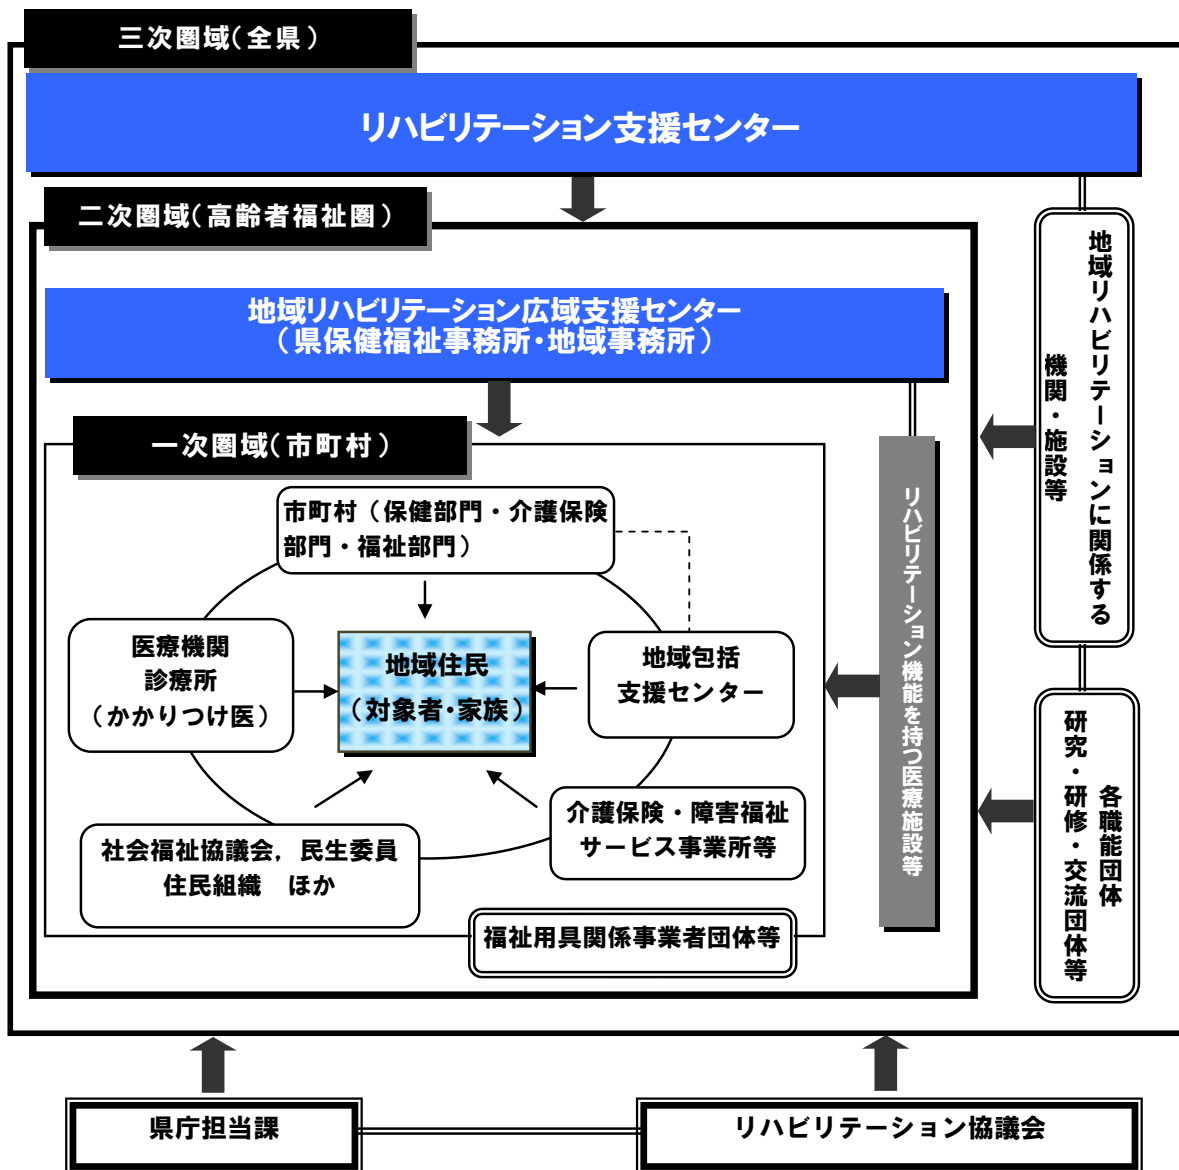 三次圏域(全県)
リハビリテーション支援センター
二次圏域(高齢者福祉圏)
地域リハビリテーション広域支援センター
(県保健福祉事務所・地域事務所)
一次圏域(市町村)
市町村(保健部門・介護保険
部門・福祉部門)
医療機関
診療所
(かかりつけ医)
地域住民
(対象者・家族)
地域包括
支援センター
社会福祉協議会，民生委員
住民組織　ほか
介護保険・障害福祉
サービス事業所等
福祉用具関係事業者団体等
リハビリテーション機能を持つ医療施設等
地域リハビリテーションに関係する
機関・施設等
各職能団体
研究・研修・交流団体等
県庁担当課
リハビリテーション協議会